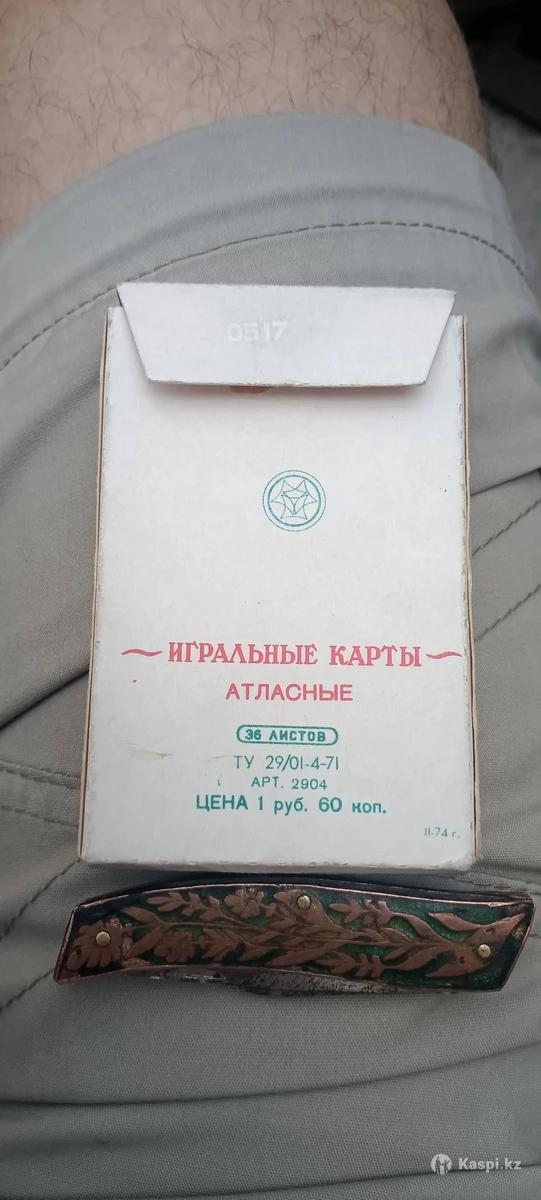 0517
ИГРАЛЬНЫЕ КАРТЫ
АТЛАСНЫЕ
36 ЛИСТОВ
ТУ 29/01-4-71
АРТ. 2904
ЦЕНА 1 руб. 60 коп.
II-74 г.
Kaspi.kz